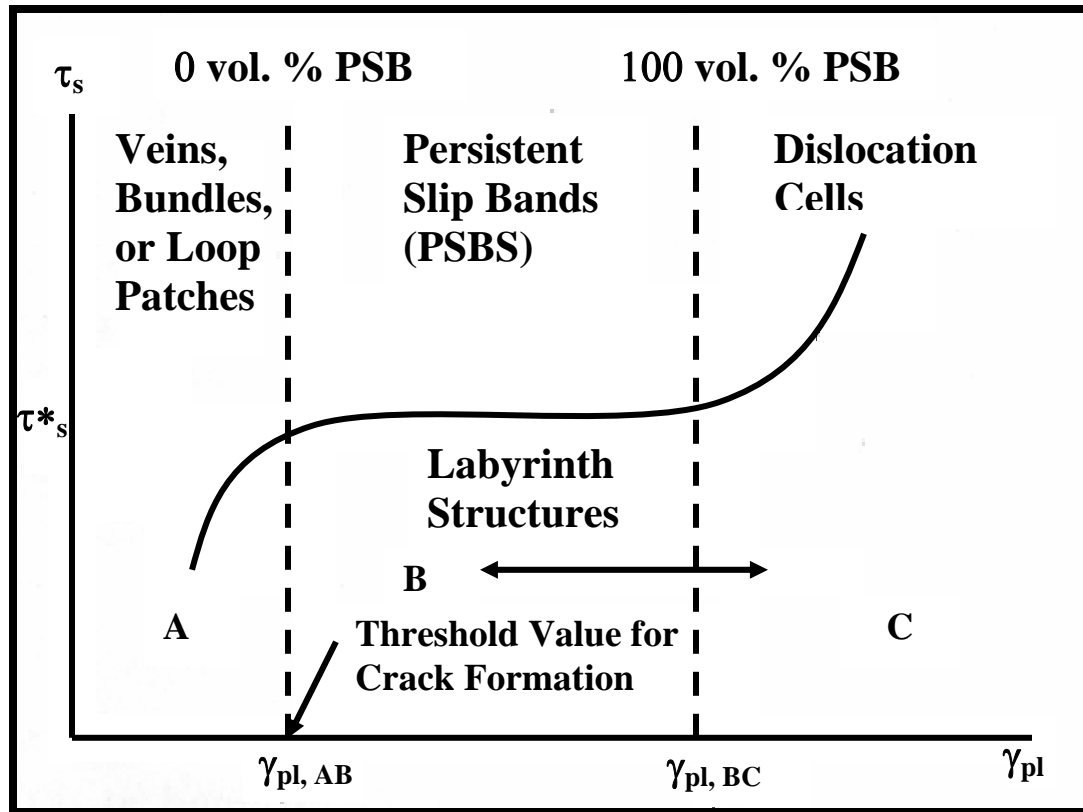 0 vol. % PSB
100 vol. % PSB
τs
Veins,
Bundles,
or Loop
Patches
Persistent
Slip Bands
(PSBS)
Dislocation
Cells
τ*s
Labyrinth
Structures
A
B
C
Threshold Value for
Crack Formation
γpl, AB
γpl, BC
γpl